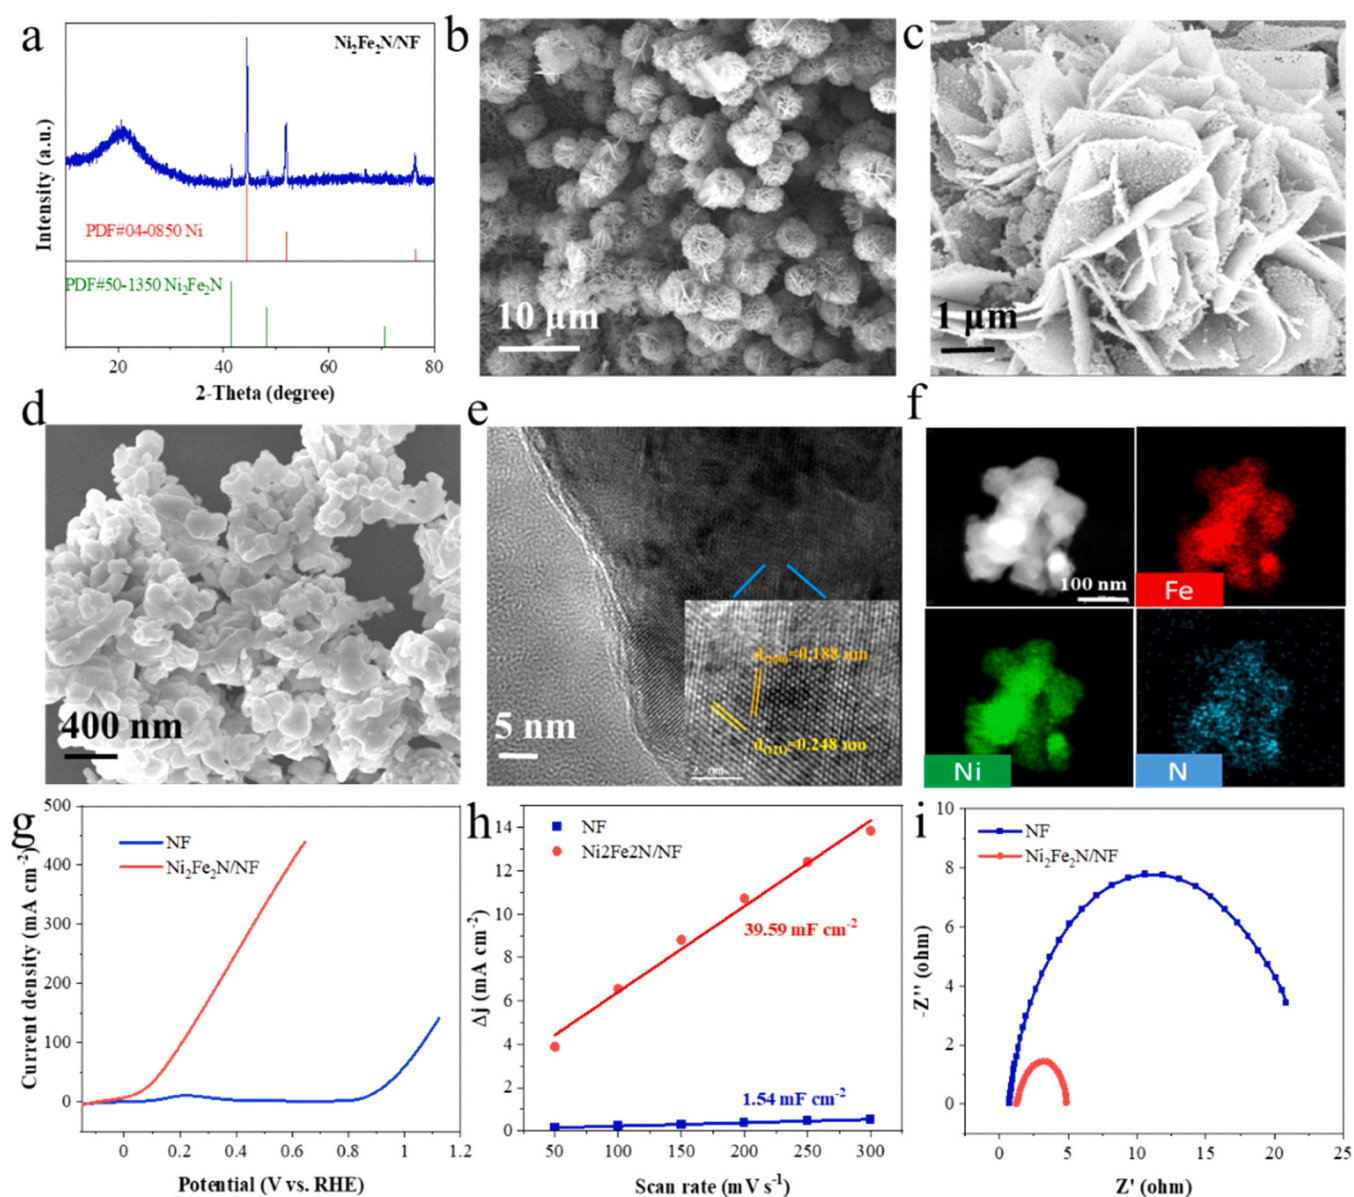 a
Ni₂Fe₂N/NF
Intensity (a.u.)
PDF#04-0850 Ni
PDF#50-1350 Ni₂Fe₂N
20 40 60 80
2-Theta (degree)
b
10 μm
c
1 μm
d
400 nm
e
5 nm
d₍₂₀₀₎=0.188 nm
d₍₁₁₁₎=0.248 nm
f
100 nm
Fe
Ni
N
g
500
400
300
200
100
0
Current density (mA cm⁻²)
NF
Ni₂Fe₂N/NF
0 0.2 0.4 0.6 0.8 1 1.2
Potential (V vs. RHE)
h
14
12
10
8
6
4
2
0
Δj (mA cm⁻²)
NF
Ni2Fe2N/NF
39.59 mF cm⁻²
1.54 mF cm⁻²
50 100 150 200 250 300
Scan rate (mV s⁻¹)
i
10
8
6
4
2
0
-Z'' (ohm)
NF
Ni₂Fe₂N/NF
0 5 10 15 20 25
Z' (ohm)